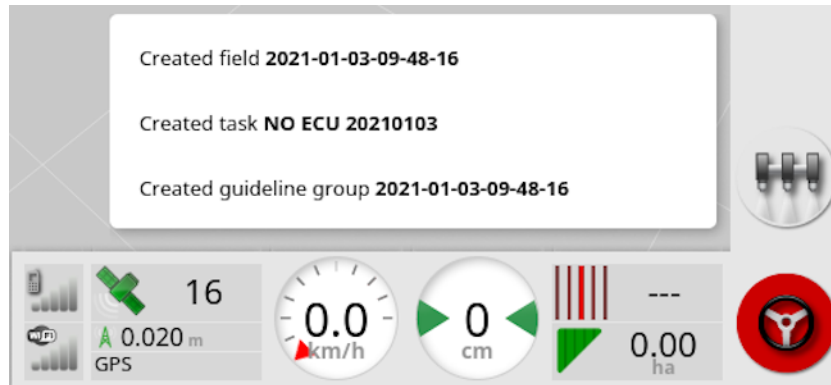 Created field 2021-01-03-09-48-16
Created task NO ECU 20210103
Created guideline group 2021-01-03-09-48-16
16
0.020 m
WiFi
GPS
0.0
km/h
0
cm
---
0.00
ha